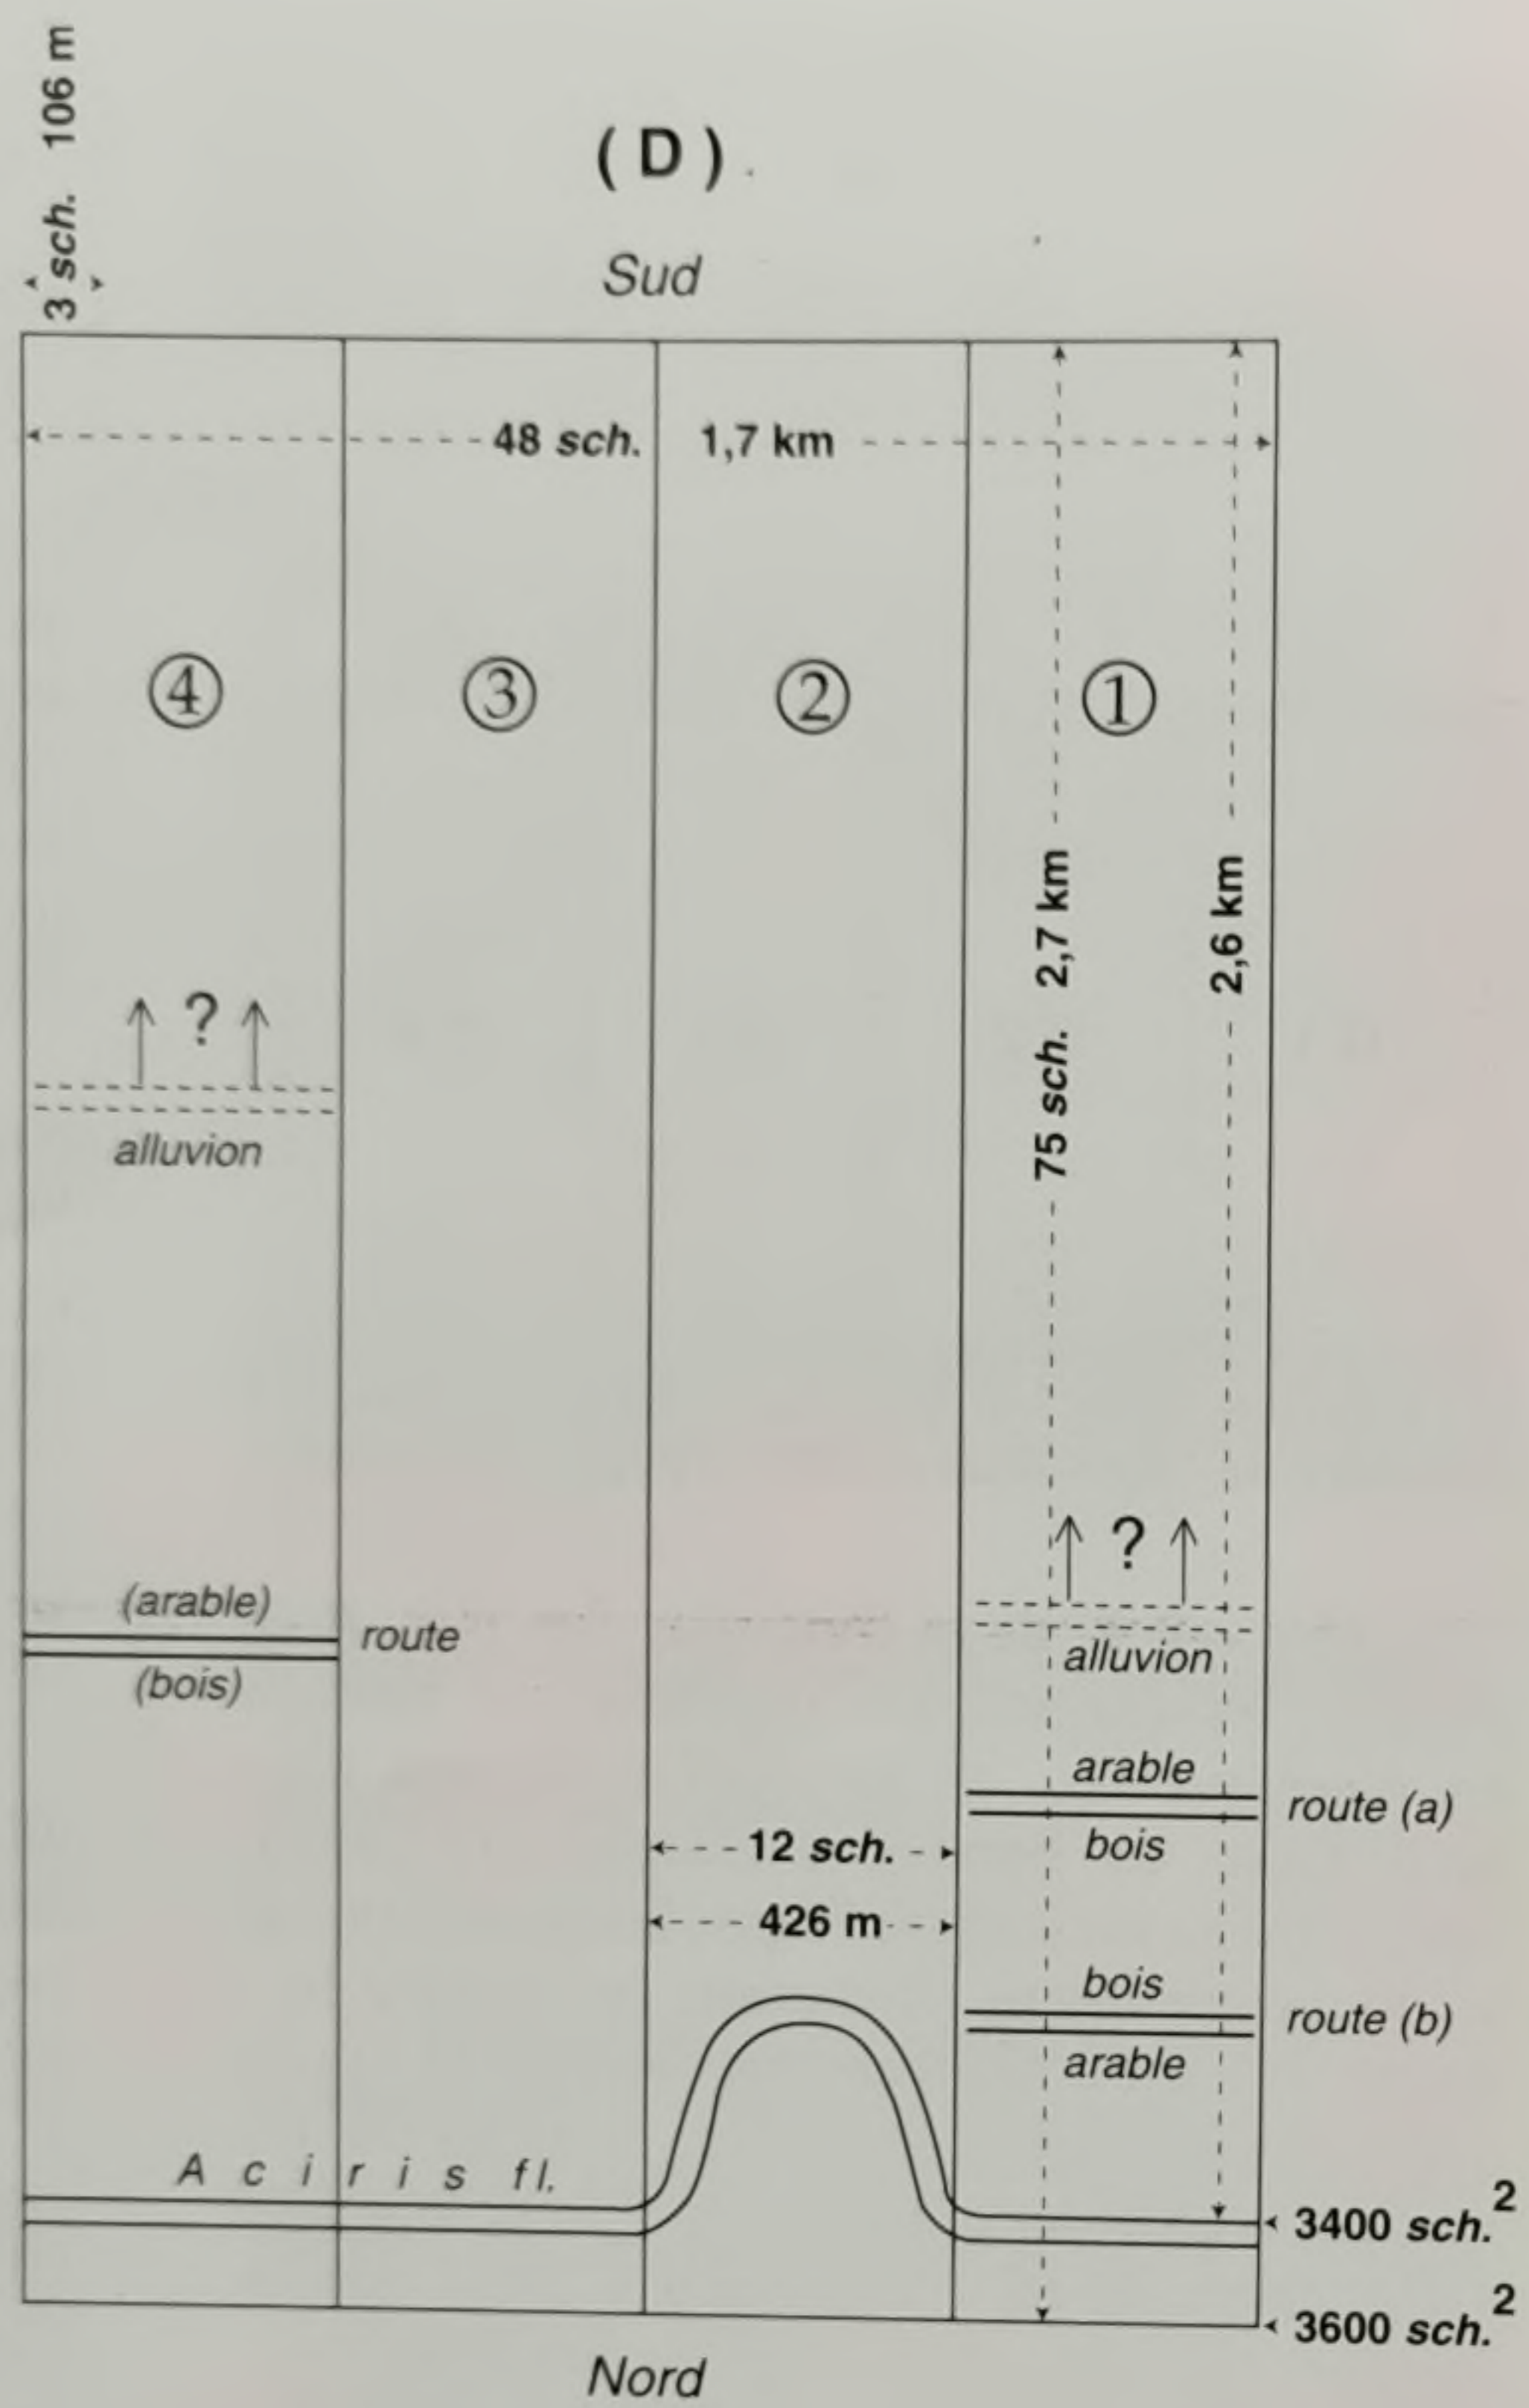 3 sch. 106 m
( D )
Sud
48 sch. 1,7 km
④ ③ ② ①
75 sch. 2,7 km
2,6 km
?
alluvion
?
alluvion
(arable)
route
(bois)
arable
route (a)
bois
12 sch.
426 m
bois
route (b)
arable
Aciris fl.
3400 sch.²
3600 sch.²
Nord